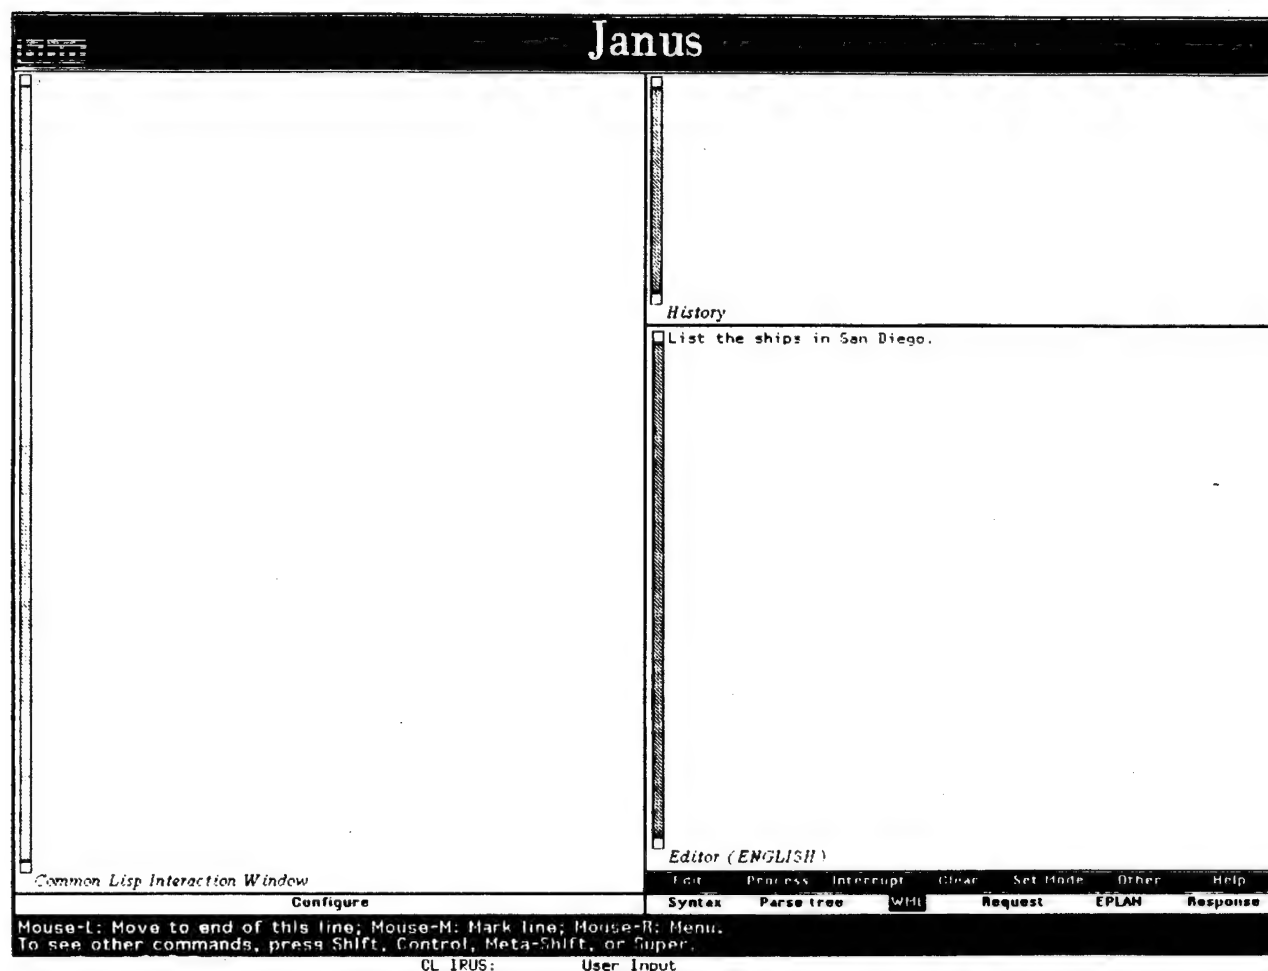 Janus
History
List the ships in San Diego.
Editor (ENGLISH)
Common Lisp Interaction Window
Edit Process Interrupt Clear Set Mode Other Help
Configure
Syntax Parse tree WML Request EPLAN Response
Mouse-L: Move to end of this line; Mouse-M: Mark line; Mouse-R: Menu.
To see other commands, press Shift, Control, Meta-Shift, or Super.
CL IRUS: User Input